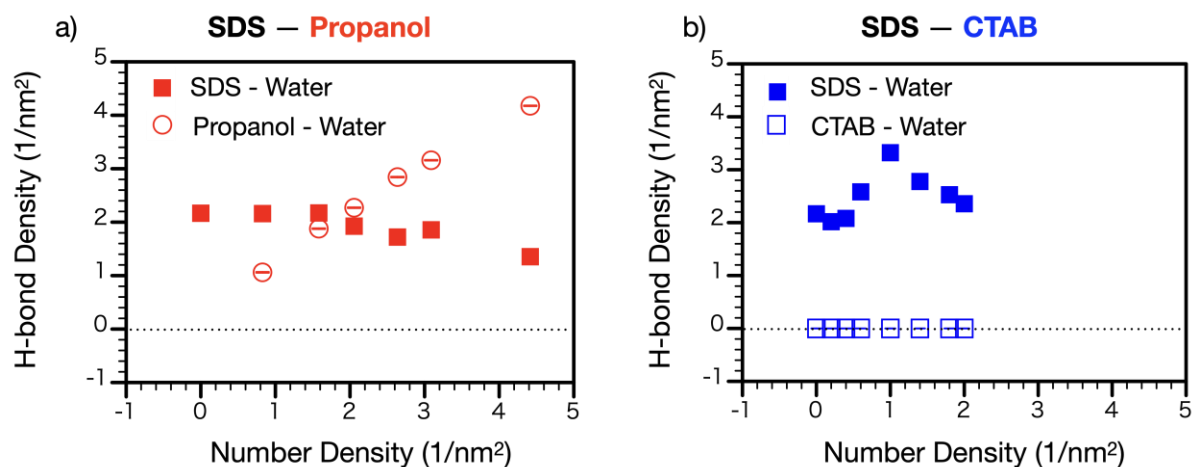 a) SDS — Propanol
H-bond Density (1/nm²)
5
4
3
2
1
0
-1
SDS - Water
Propanol - Water
-1 0 1 2 3 4 5
Number Density (1/nm²)
b) SDS — CTAB
H-bond Density (1/nm²)
5
4
3
2
1
0
-1
SDS - Water
CTAB - Water
-1 0 1 2 3 4 5
Number Density (1/nm²)